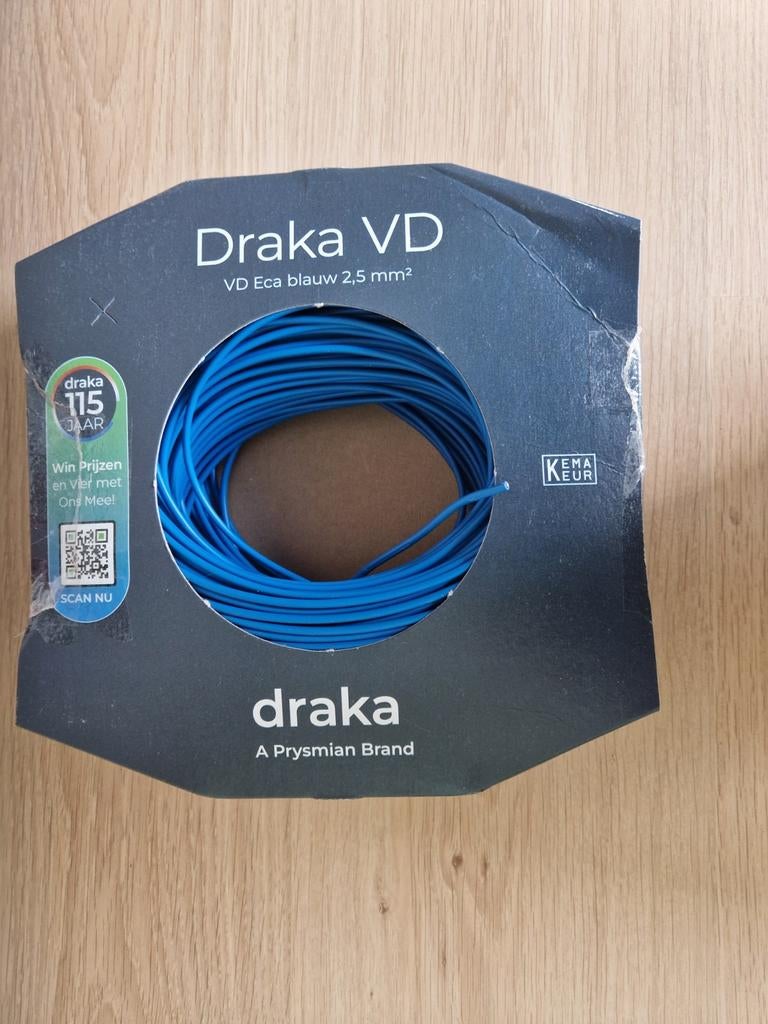 Draka VD
VD Eca blauw 2,5 mm²
draka
115
JAAR
Win Prijzen
en Vier met
Ons Mee!
SCAN NU
KEMA
KEUR
draka
A Prysmian Brand